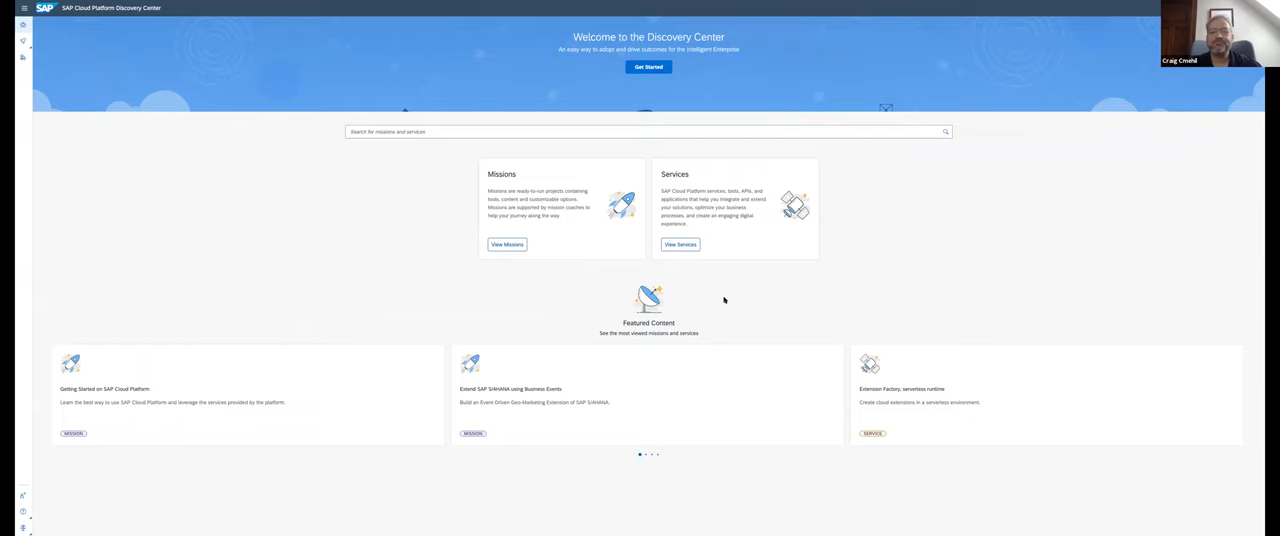 SAP SAP Cloud Platform Discovery Center
Craig Cmehil
Welcome to the Discovery Center
An easy way to adopt and drive outcomes for the Intelligent Enterprise
Get Started
Search for missions and services
Missions
Missions are ready-to-run projects containing
tools, content and customizable options.
Missions are supported by mission coaches to
help your journey along the way.
View Missions
Services
SAP Cloud Platform services, tools, APIs, and
applications that help you integrate and extend
your solutions, optimize your business
processes, and create an engaging digital
experience.
View Services
Featured Content
See the most viewed missions and services
Getting Started on SAP Cloud Platform
Learn the best way to use SAP Cloud Platform and leverage the services provided by the platform.
MISSION
Extend SAP S/4HANA using Business Events
Build an Event-Driven Geo-Marketing Extension of SAP S/4HANA.
MISSION
Extension Factory, serverless runtime
Create cloud extensions in a serverless environment.
SERVICE